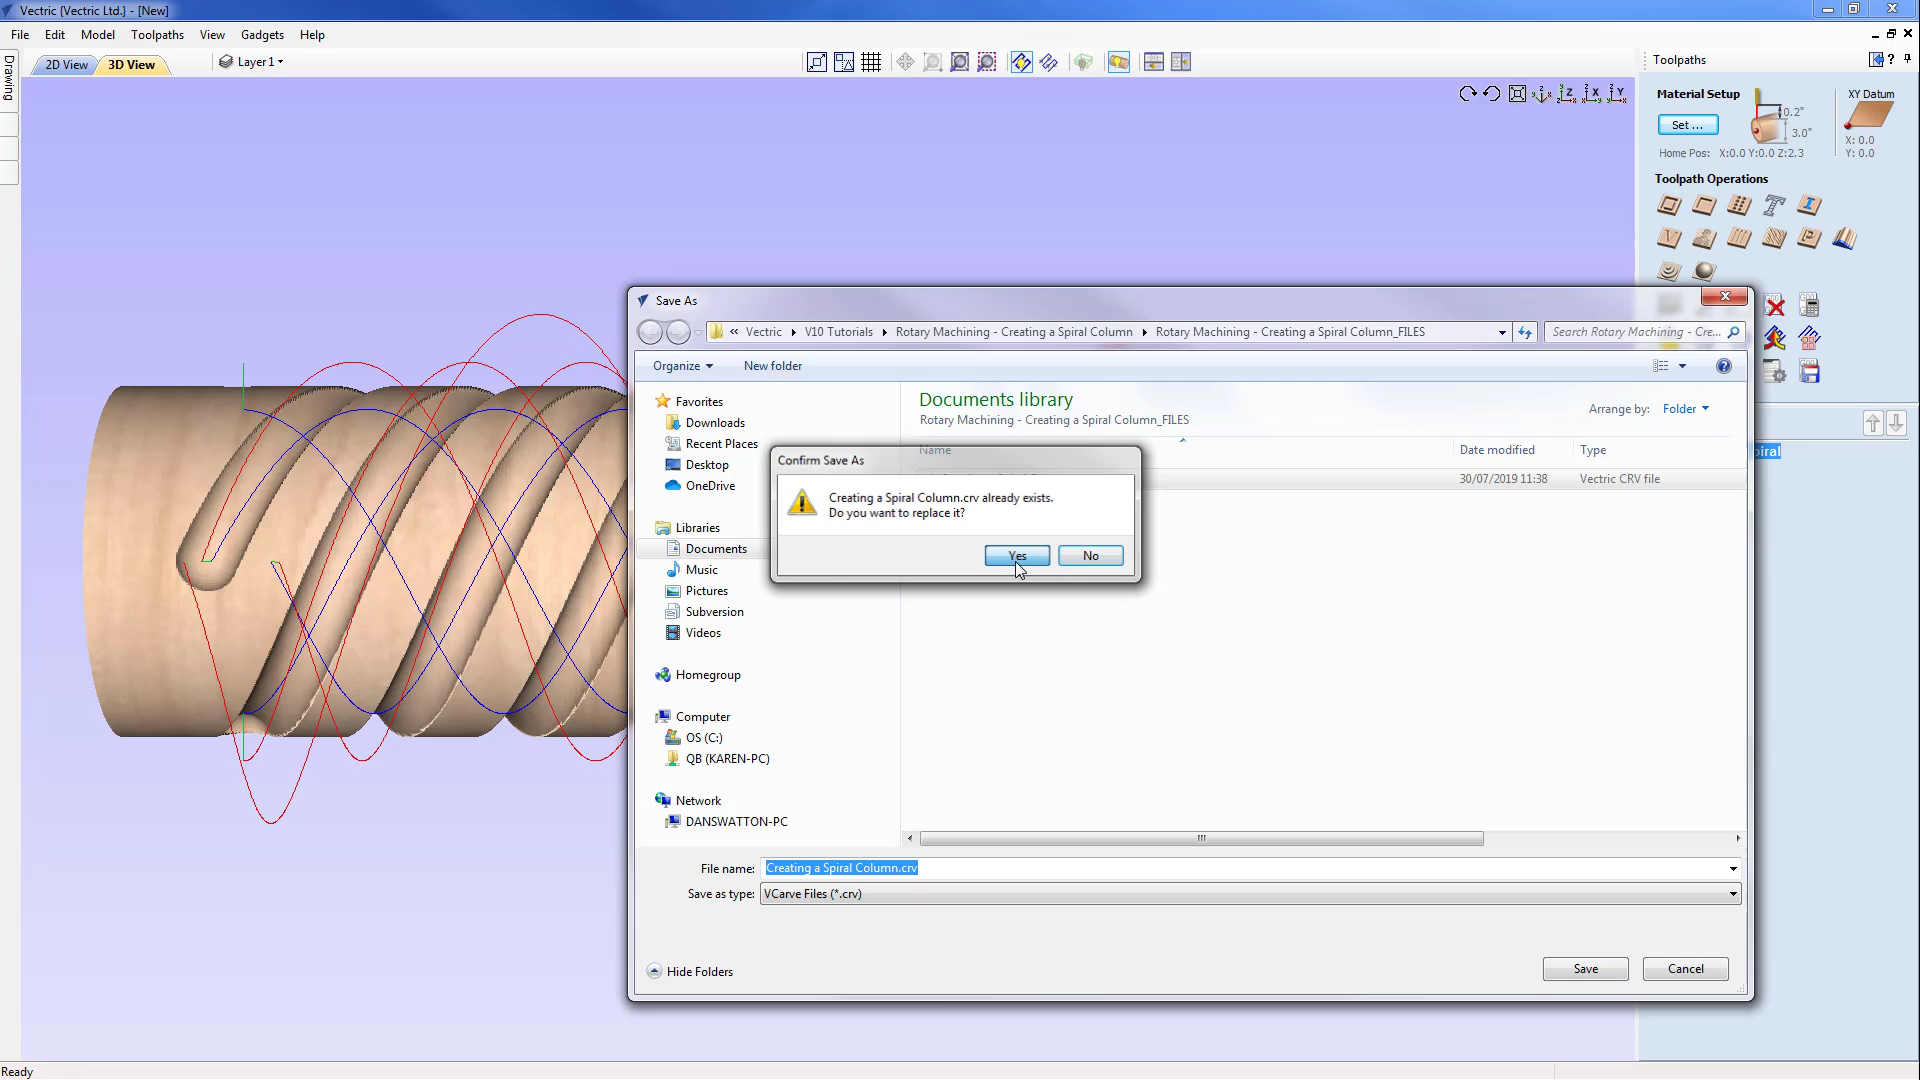 Vectric {Vectric Ltd.} - [New]
File Edit Model Toolpaths View Gadgets Help
Drawing
2D View 3D View Layer 1
Toolpaths
Material Setup
Set ...
0.2"
3.0"
Home Pos: X:0.0 Y:0.0 Z:2.3
XY Datum
X: 0.0
Y: 0.0
Toolpath Operations
Save As
« Vectric V10 Tutorials Rotary Machining - Creating a Spiral Column Rotary Machining - Creating a Spiral Column_FILES
Search Rotary Machining - Cre...
Organize New folder
Favorites
Downloads
Recent Places
Desktop
OneDrive
Libraries
Documents
Music
Pictures
Subversion
Videos
Homegroup
Computer
OS (C:)
QB (KAREN-PC)
Network
DANSWATTON-PC
Documents library
Rotary Machining - Creating a Spiral Column_FILES
Arrange by: Folder
Name Date modified Type
30/07/2019 11:38 Vectric CRV file
Confirm Save As
Creating a Spiral Column.crv already exists.
Do you want to replace it?
Yes No
File name: Creating a Spiral Column.crv
Save as type: VCarve Files (*.crv)
Hide Folders
Save Cancel
Ready